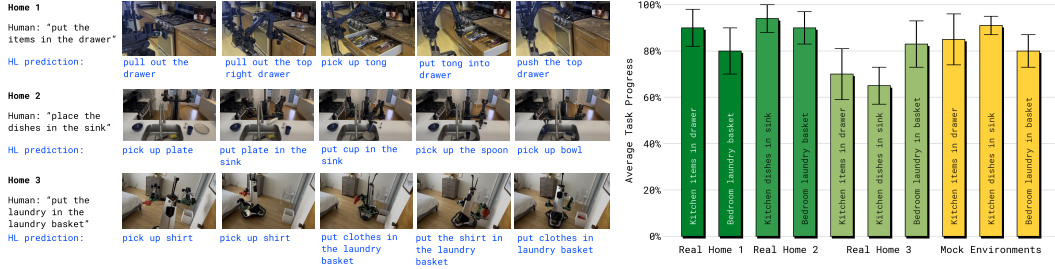 Home 1
Human: “put the
items in the drawer”
HL prediction:
pull out the
drawer
pull out the top
right drawer
pick up tong
put tong into
drawer
push the top
drawer
Home 2
Human: “place the
dishes in the sink”
HL prediction:
pick up plate
put plate in the
sink
put cup in the
sink
pick up the spoon
pick up bowl
Home 3
Human: “put the
laundry in the
laundry basket”
HL prediction:
pick up shirt
pick up shirt
put clothes in
the laundry
basket
put the shirt in
the laundry
basket
put clothes in
the laundry basket
Average Task Progress
100%
80%
60%
40%
20%
0%
Kitchen items in drawer
Bedroom laundry basket
Kitchen dishes in sink
Bedroom laundry basket
Kitchen items in drawer
Kitchen dishes in sink
Bedroom laundry basket
Kitchen items in drawer
Kitchen dishes in sink
Bedroom laundry in basket
Real Home 1
Real Home 2
Real Home 3
Mock Environments